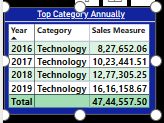 Top Category Annually
Year Category Sales Measure
2016 Technology 8,27,652.06
2017 Technology 10,23,441.51
2018 Technology 12,77,305.25
2019 Technology 16,16,158.67
Total 47,44,557.50